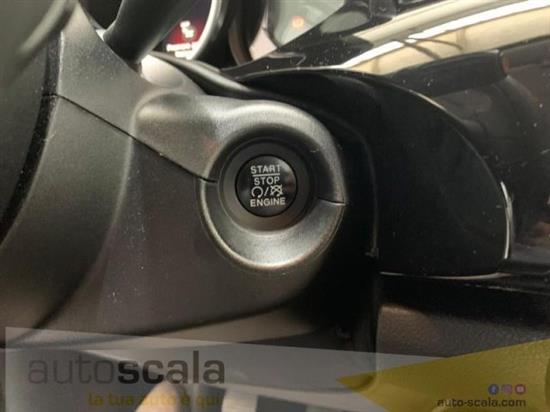 START
STOP
ENGINE
autoscala
la tua auto è qui
auto-scala.com